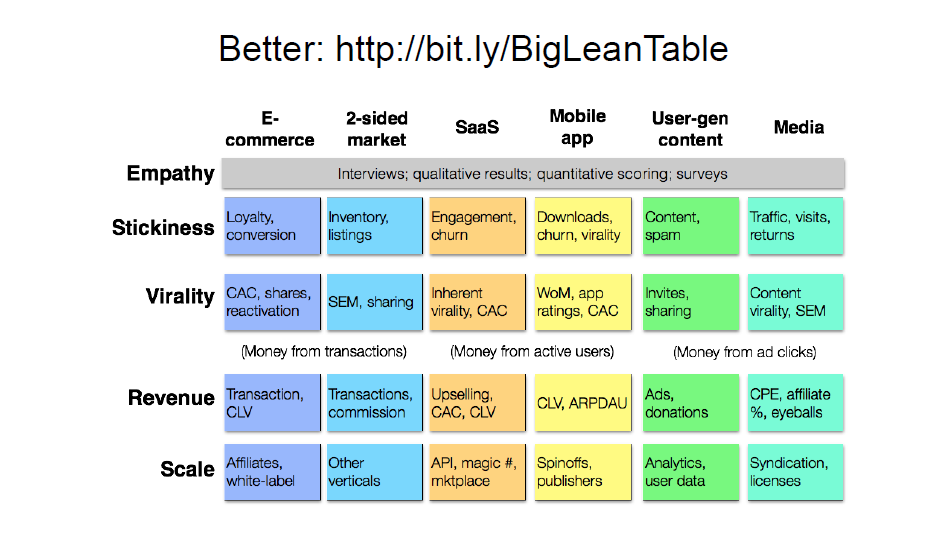 Better: http://bit.ly/BigLeanTable
E-
commerce
2-sided
market
SaaS
Mobile
app
User-gen
content
Media
Empathy
Interviews; qualitative results; quantitative scoring; surveys
Stickiness
Loyalty,
conversion
Inventory,
listings
Engagement,
churn
Downloads,
churn, virality
Content,
spam
Traffic, visits,
returns
Virality
CAC, shares,
reactivation
SEM, sharing
Inherent
virality, CAC
WoM, app
ratings, CAC
Invites,
sharing
Content
virality, SEM
(Money from transactions)
(Money from active users)
(Money from ad clicks)
Revenue
Transaction,
CLV
Transactions,
commission
Upselling,
CAC, CLV
CLV, ARPDAU
Ads,
donations
CPE, affiliate
%, eyeballs
Scale
Affiliates,
white-label
Other
verticals
API, magic #,
mktplace
Spinoffs,
publishers
Analytics,
user data
Syndication,
licenses